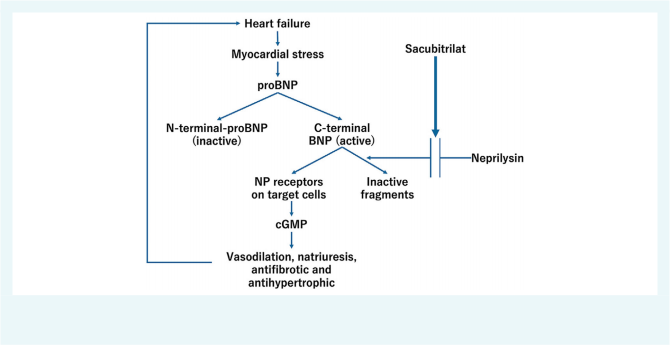 Heart failure
Myocardial stress
Sacubitrilat
proBNP
N-terminal-proBNP
(inactive)
C-terminal
BNP (active)
Neprilysin
NP receptors
on target cells
Inactive
fragments
cGMP
Vasodilation, natriuresis,
antifibrotic and
antihypertrophic